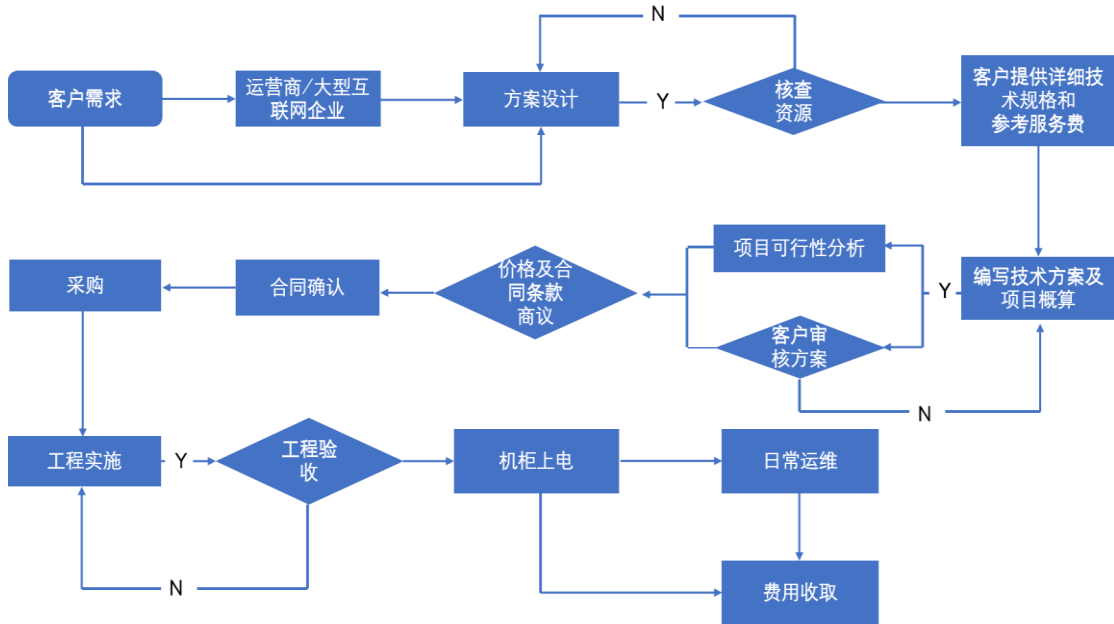 N
客户需求
运营商/大型互
联网企业
方案设计
Y
核查
资源
客户提供详细技
术规格和
参考服务费
采购
合同确认
价格及合
同条款
商议
项目可行性分析
客户审
核方案
Y
编写技术方案及
项目概算
N
工程实施
Y
工程验
收
机柜上电
日常运维
N
费用收取